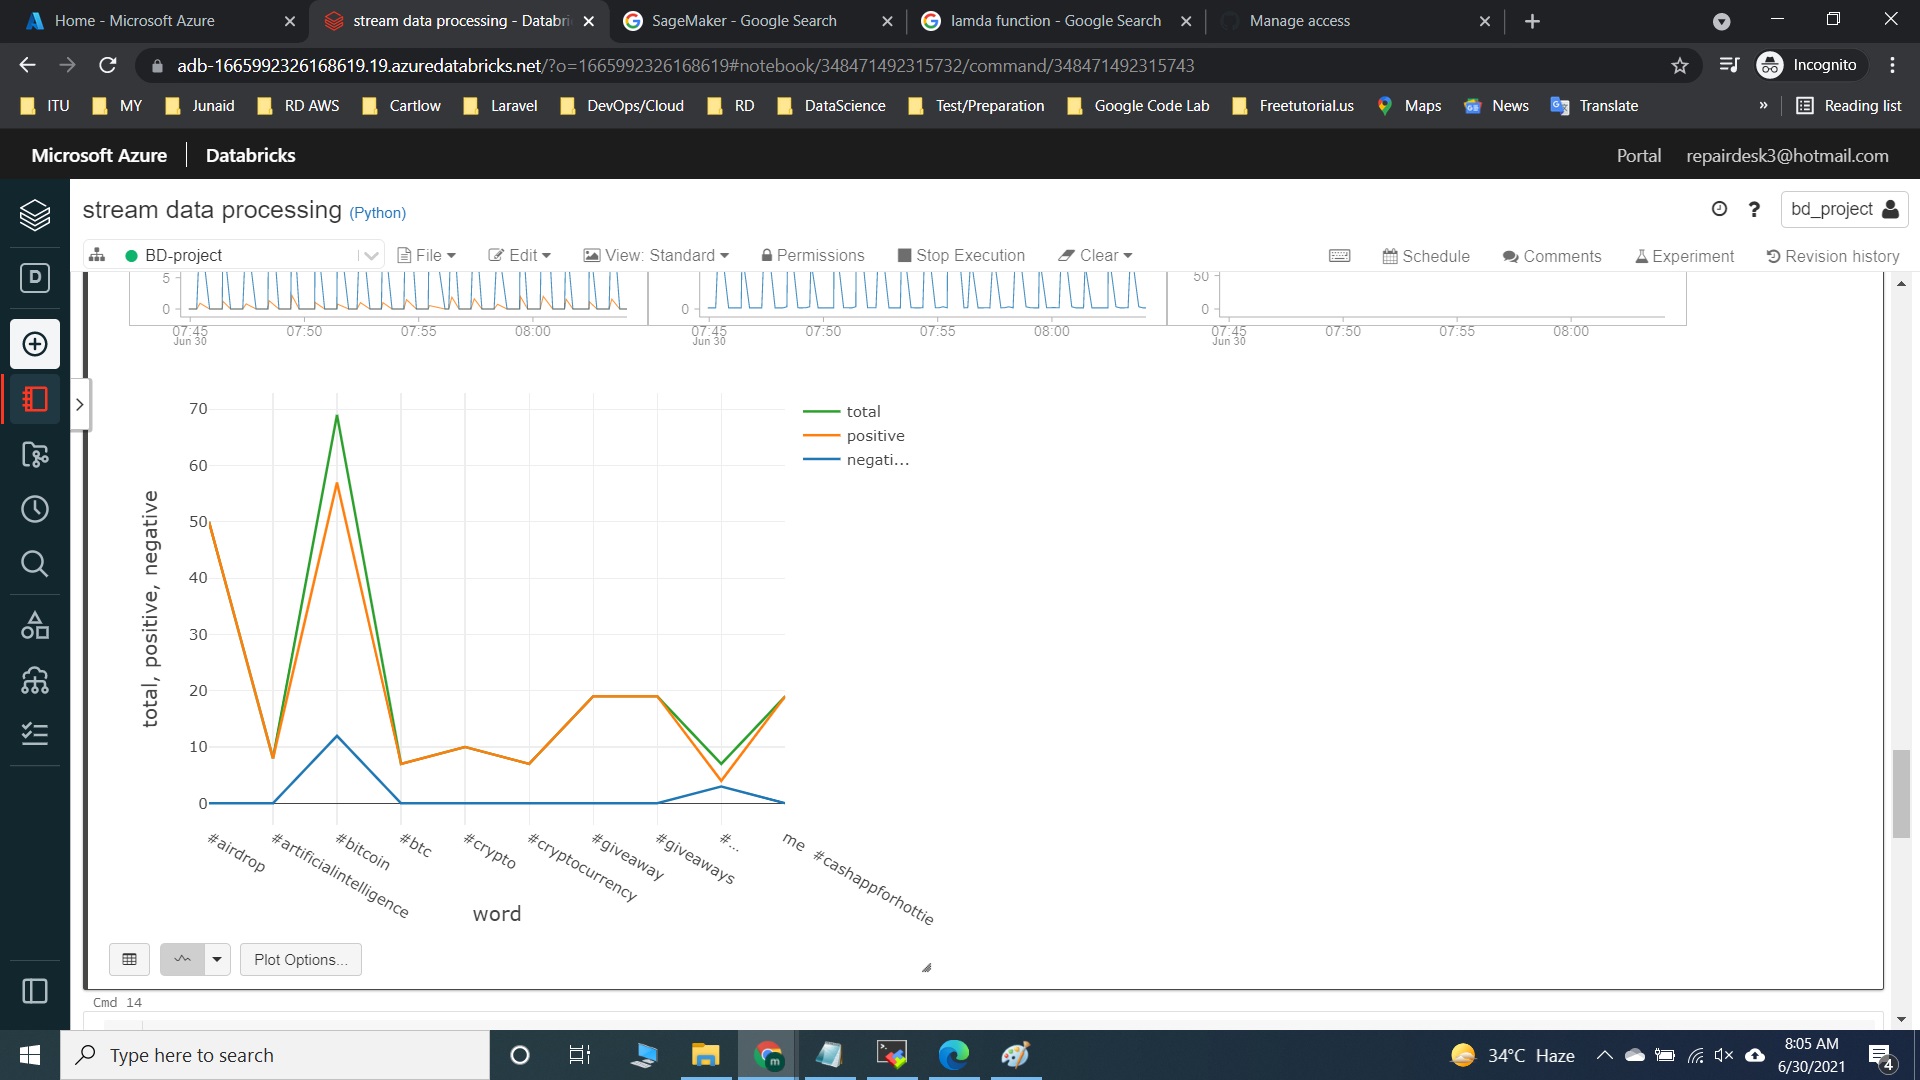 Home - Microsoft Azure
stream data processing - Databri
SageMaker - Google Search
lamda function - Google Search
Manage access
adb-1665992326168619.19.azuredatabricks.net/?o=1665992326168619#notebook/348471492315732/command/348471492315743
Incognito
ITU MY Junaid RD AWS Cartlow Laravel DevOps/Cloud RD DataScience Test/Preparation Google Code Lab Freetutorial.us Maps News Translate » Reading list
Microsoft Azure Databricks Portal repairdesk3@hotmail.com
stream data processing (Python)
? bd_project
D
BD-project File Edit View: Standard Permissions Stop Execution Clear Schedule Comments Experiment Revision history
5
0
07:45 07:50 07:55 08:00
Jun 30
0
07:45 07:50 07:55 08:00
Jun 30
50
0
07:45 07:50 07:55 08:00
Jun 30
total, positive, negative
70
60
50
40
30
20
10
0
total
positive
negati...
#airdrop
#artificialintelligence
#bitcoin
#btc
#crypto
#cryptocurrency
#giveaway
#giveaways
#...
me #cashappforhottie
word
Plot Options...
Cmd 14
Type here to search
34°C Haze
8:05 AM
6/30/2021
4